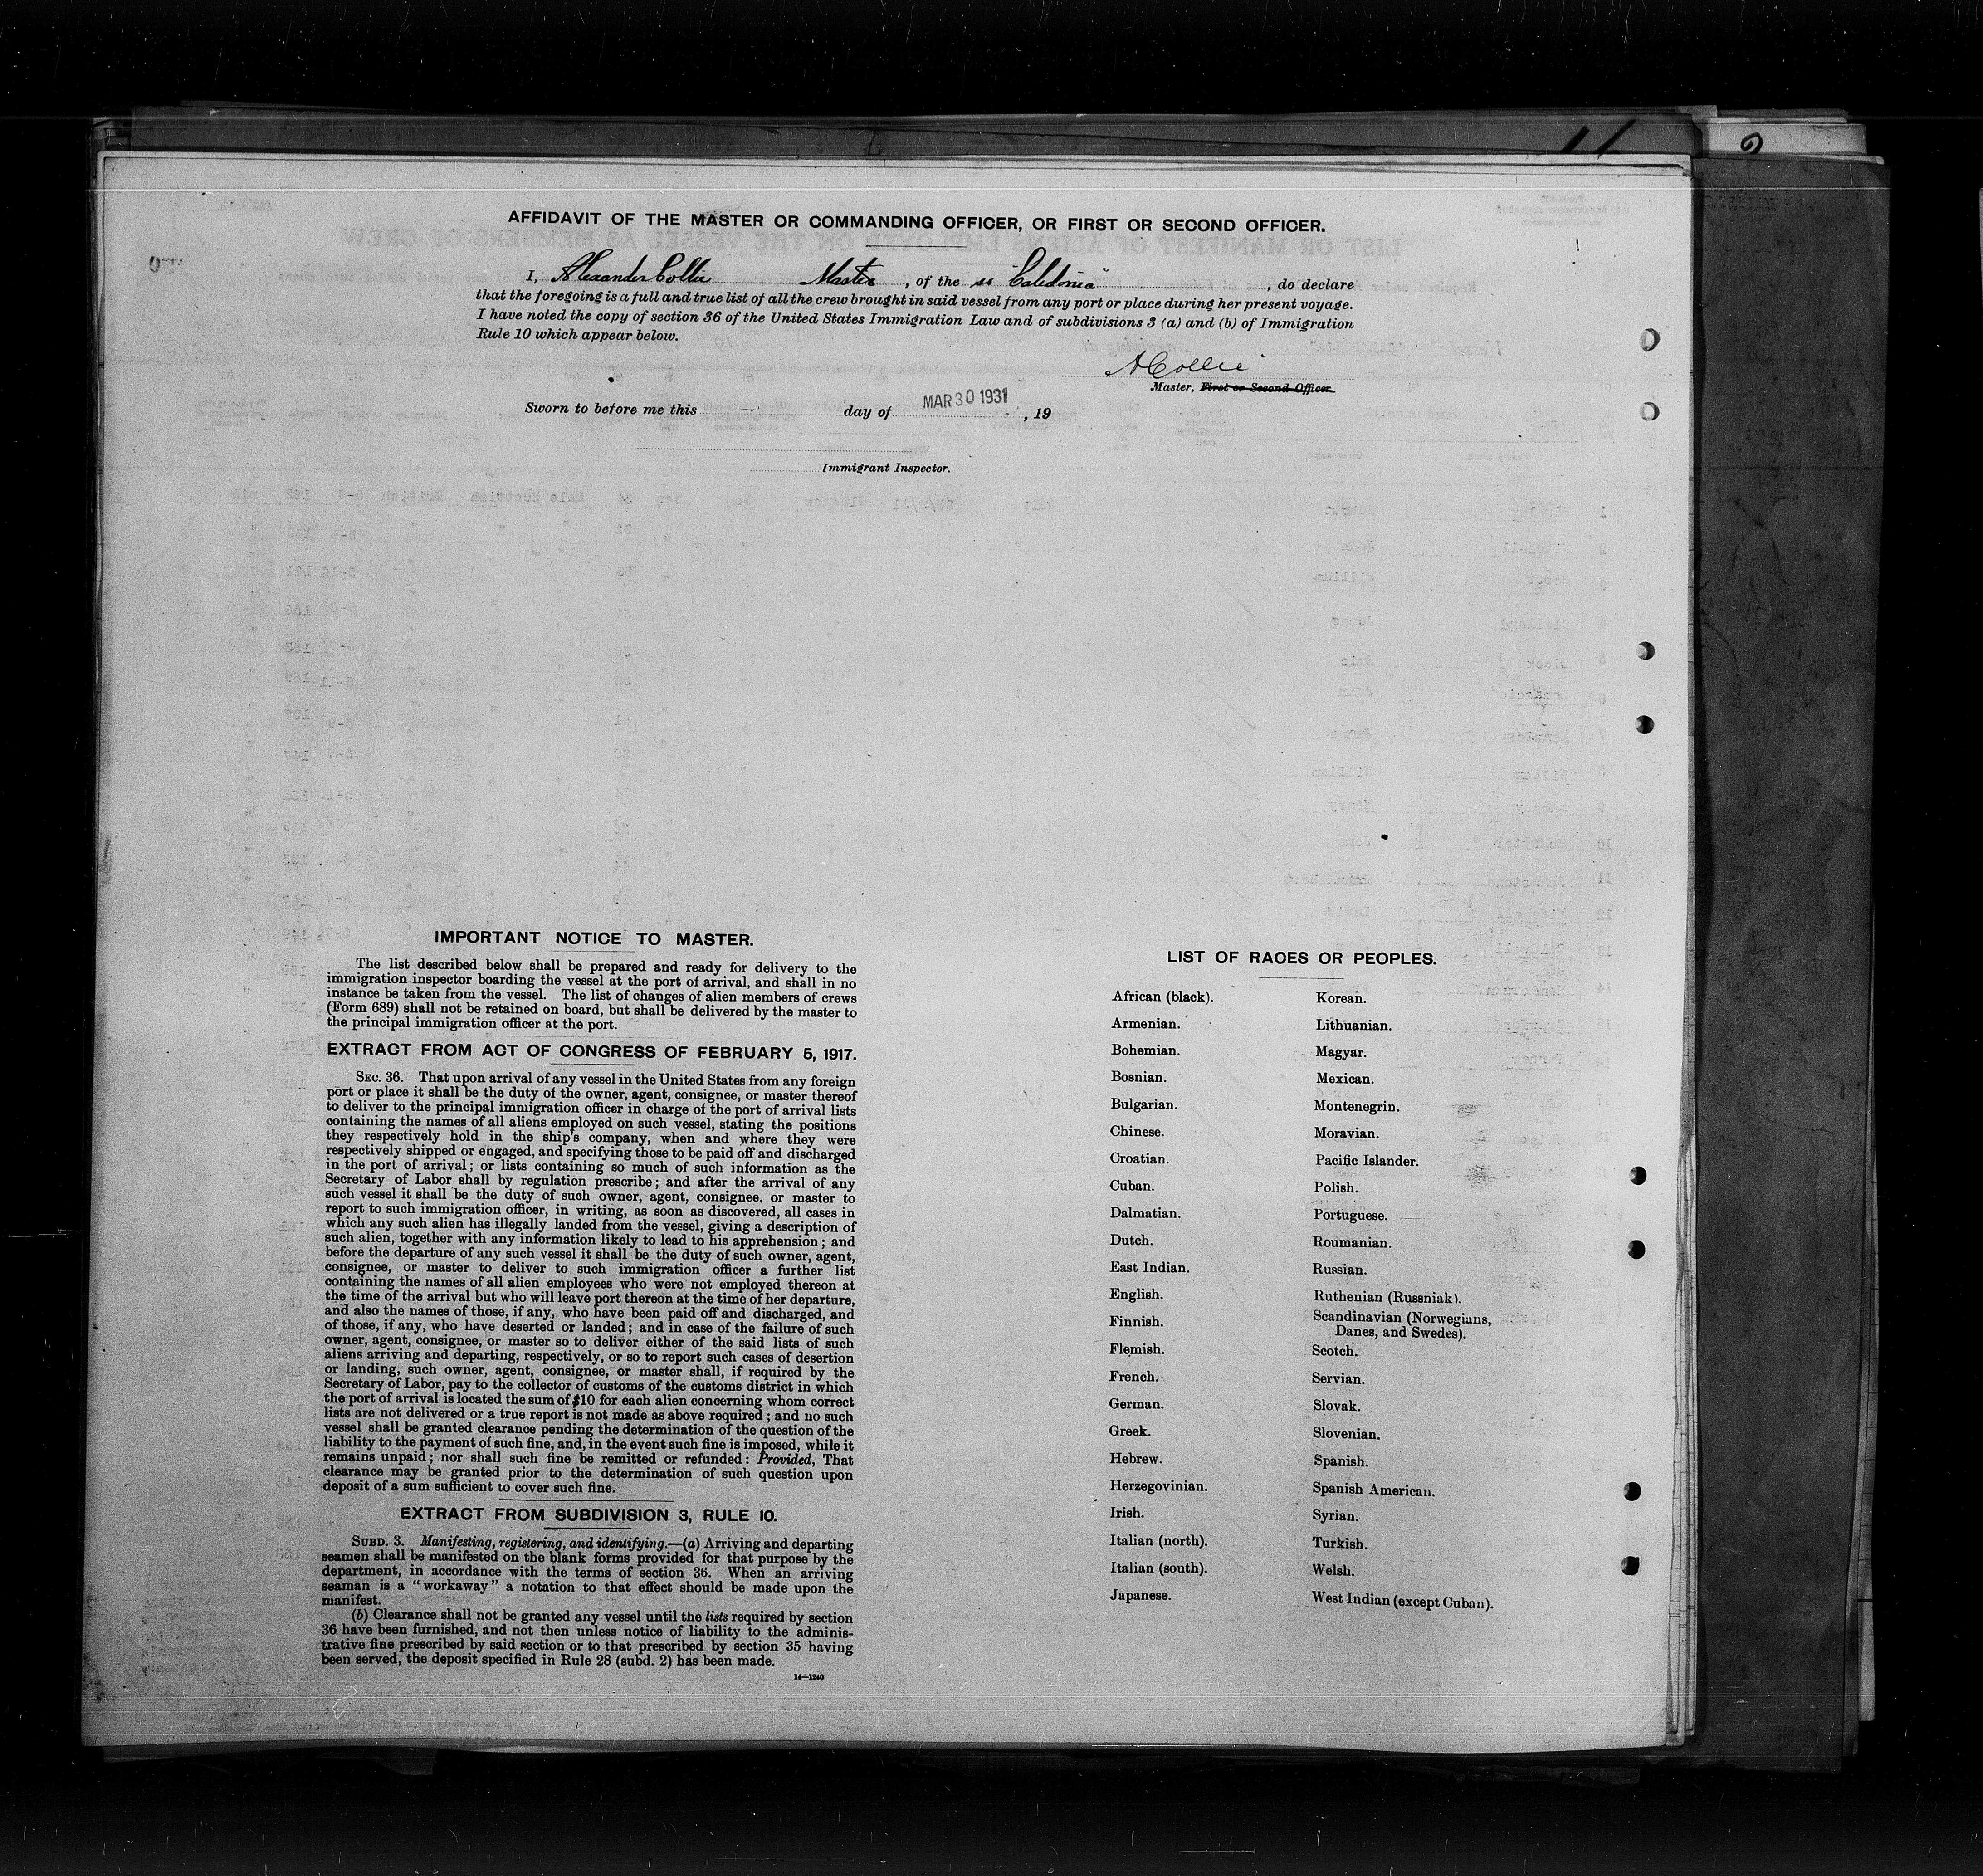 AFFIDAVIT OF THE MASTER OR COMMANDING OFFICER, OR FIRST OR SECOND OFFICER.
I, Alexander Collie Master, of the ss "Caledonia", do declare
that the foregoing is a full and true list of all the crew brought in said vessel from any port or place during her present voyage.
I have noted the copy of section 36 of the United States Immigration Law and of subdivisions 3 (a) and (b) of Immigration
Rule 10 which appear below.
A Collie
Master, First or Second Officer.
Sworn to before me this day of MAR 30 1931, 19
Immigrant Inspector.
IMPORTANT NOTICE TO MASTER.
The list described below shall be prepared and ready for delivery to the
immigration inspector boarding the vessel at the port of arrival, and shall in no
instance be taken from the vessel. The list of changes of alien members of crews
(Form 689) shall not be retained on board, but shall be delivered by the master to
the principal immigration officer at the port.
EXTRACT FROM ACT OF CONGRESS OF FEBRUARY 5, 1917.
SEC. 36. That upon arrival of any vessel in the United States from any foreign
port or place it shall be the duty of the owner, agent, consignee, or master thereof
to deliver to the principal immigration officer in charge of the port of arrival lists
containing the names of all aliens employed on such vessel, stating the positions
they respectively hold in the ship's company, when and where they were
respectively shipped or engaged, and specifying those to be paid off and discharged
in the port of arrival; or lists containing so much of such information as the
Secretary of Labor shall by regulation prescribe; and after the arrival of any
such vessel it shall be the duty of such owner, agent, consignee. or master to
report to such immigration officer, in writing, as soon as discovered, all cases in
which any such alien has illegally landed from the vessel, giving a description of
such alien, together with any information likely to lead to his apprehension; and
before the departure of any such vessel it shall be the duty of such owner, agent,
consignee, or master to deliver to such immigration officer a further list
containing the names of all alien employees who were not employed thereon at
the time of the arrival but who will leave port thereon at the time of her departure,
and also the names of those, if any, who have been paid off and discharged, and
of those, if any, who have deserted or landed; and in case of the failure of such
owner, agent, consignee, or master so to deliver either of the said lists of such
aliens arriving and departing, respectively, or so to report such cases of desertion
or landing, such owner, agent, consignee, or master shall, if required by the
Secretary of Labor, pay to the collector of customs of the customs district in which
the port of arrival is located the sum of $10 for each alien concerning whom correct
lists are not delivered or a true report is not made as above required; and no such
vessel shall be granted clearance pending the determination of the question of the
liability to the payment of such fine, and, in the event such fine is imposed, while it
remains unpaid; nor shall such fine be remitted or refunded: Provided, That
clearance may be granted prior to the determination of such question upon
deposit of a sum sufficient to cover such fine.
EXTRACT FROM SUBDIVISION 3, RULE 10.
SUBD. 3. Manifesting, registering, and identifying.—(a) Arriving and departing
seamen shall be manifested on the blank forms provided for that purpose by the
department, in accordance with the terms of section 36. When an arriving
seaman is a "workaway" a notation to that effect should be made upon the
manifest.
(b) Clearance shall not be granted any vessel until the lists required by section
36 have been furnished, and not then unless notice of liability to the adminis-
trative fine prescribed by said section or to that prescribed by section 35 having
been served, the deposit specified in Rule 28 (subd. 2) has been made.
14—1240
LIST OF RACES OR PEOPLES.
African (black).
Armenian.
Bohemian.
Bosnian.
Bulgarian.
Chinese.
Croatian.
Cuban.
Dalmatian.
Dutch.
East Indian.
English.
Finnish.
Flemish.
French.
German.
Greek.
Hebrew.
Herzegovinian.
Irish.
Italian (north).
Italian (south).
Japanese.
Korean.
Lithuanian.
Magyar.
Mexican.
Montenegrin.
Moravian.
Pacific Islander.
Polish.
Portuguese.
Roumanian.
Russian.
Ruthenian (Russniak).
Scandinavian (Norwegians,
Danes, and Swedes).
Scotch.
Servian.
Slovak.
Slovenian.
Spanish.
Spanish American.
Syrian.
Turkish.
Welsh.
West Indian (except Cuban).